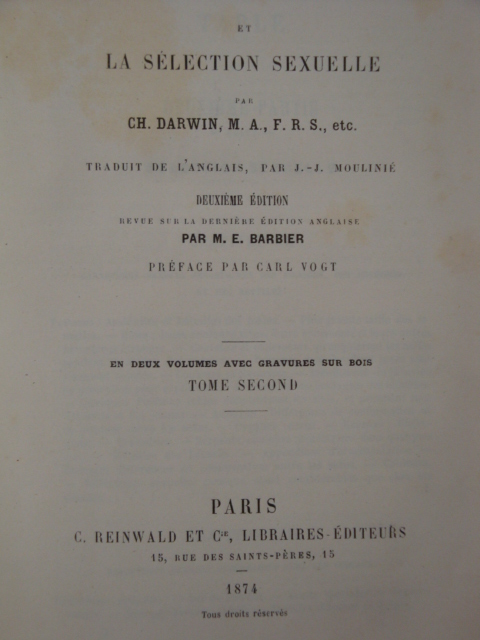 ET
LA SÉLECTION SEXUELLE
PAR
CH. DARWIN, M. A., F. R. S., etc.
TRADUIT DE L'ANGLAIS, PAR J.-J. MOULINIÉ
DEUXIÈME ÉDITION
REVUE SUR LA DERNIÈRE ÉDITION ANGLAISE
PAR M. E. BARBIER
PRÉFACE PAR CARL VOGT
EN DEUX VOLUMES AVEC GRAVURES SUR BOIS
TOME SECOND
PARIS
C. REINWALD ET Cie, LIBRAIRES-ÉDITEURS
15, RUE DES SAINTS-PÈRES, 15
1874
Tous droits réservés